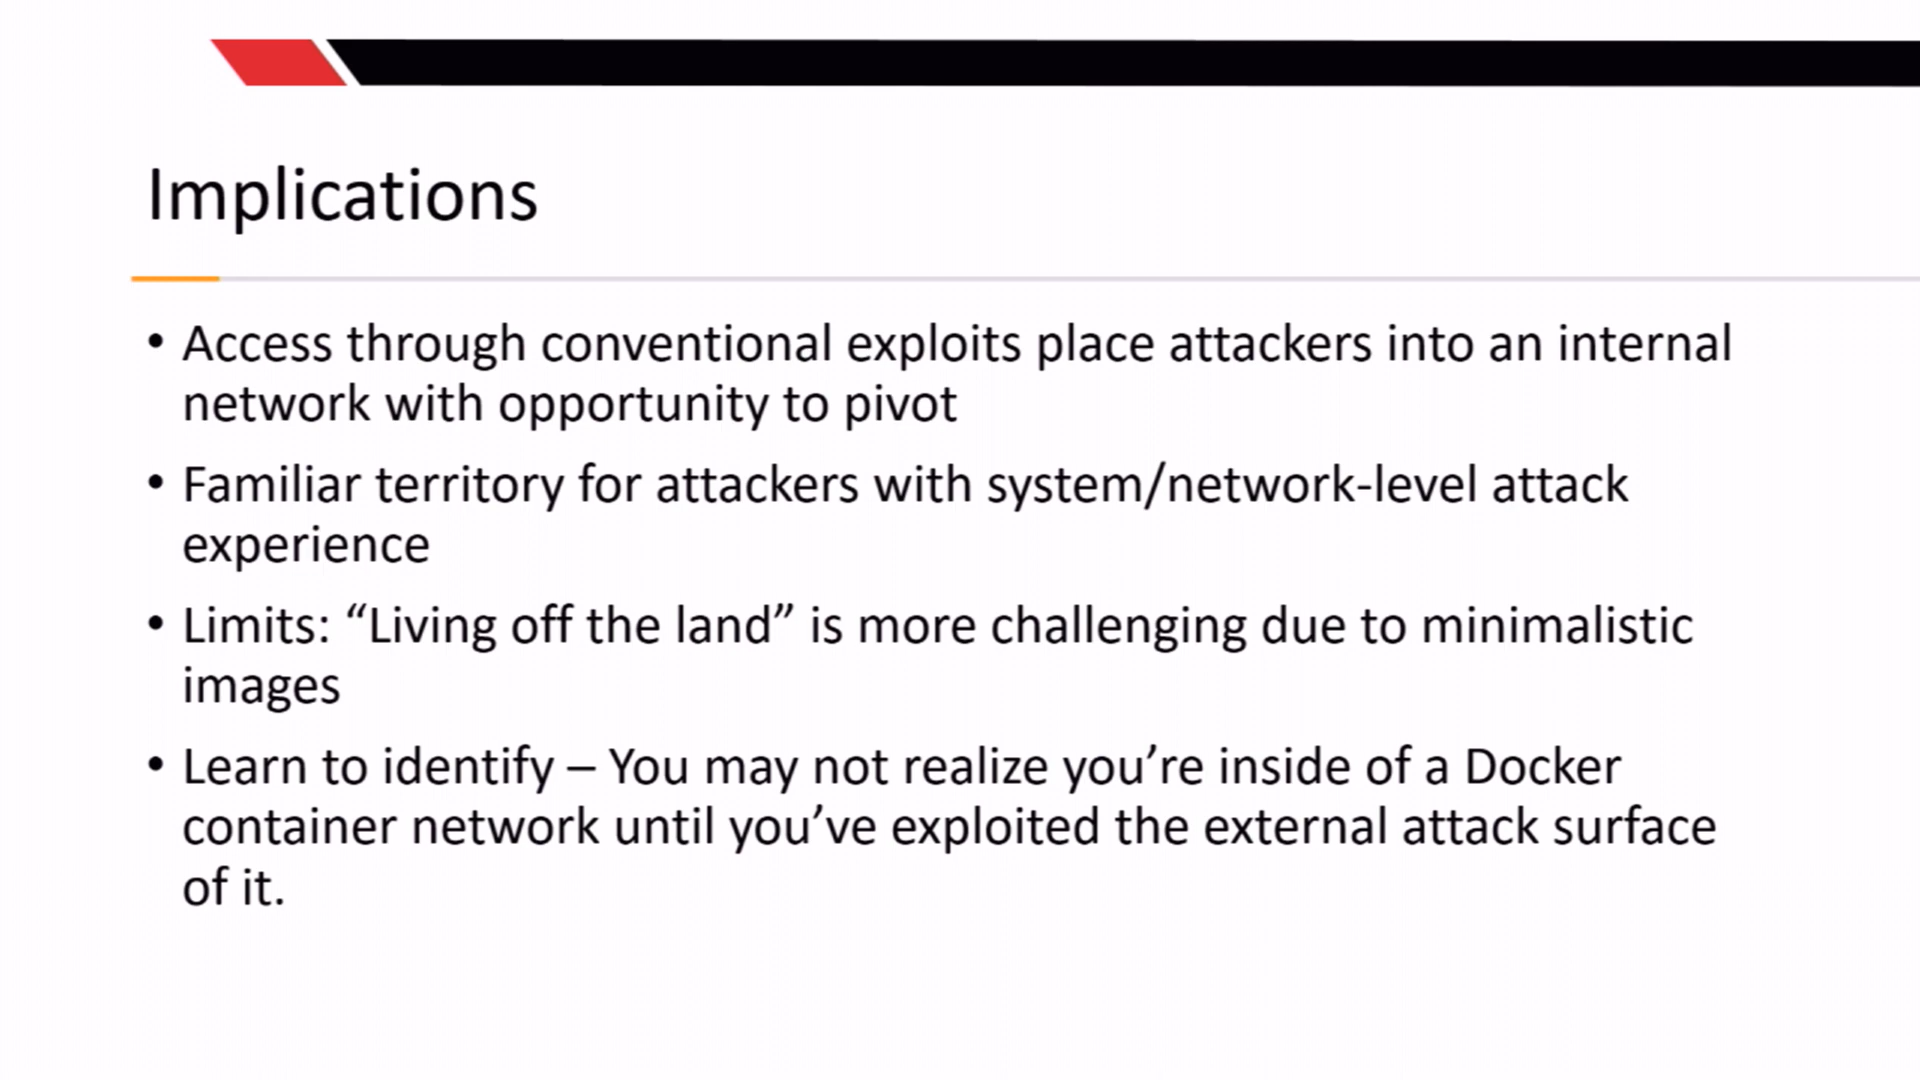 Implications
• Access through conventional exploits place attackers into an internal
network with opportunity to pivot
• Familiar territory for attackers with system/network-level attack
experience
• Limits: “Living off the land” is more challenging due to minimalistic
images
• Learn to identify – You may not realize you’re inside of a Docker
container network until you’ve exploited the external attack surface
of it.